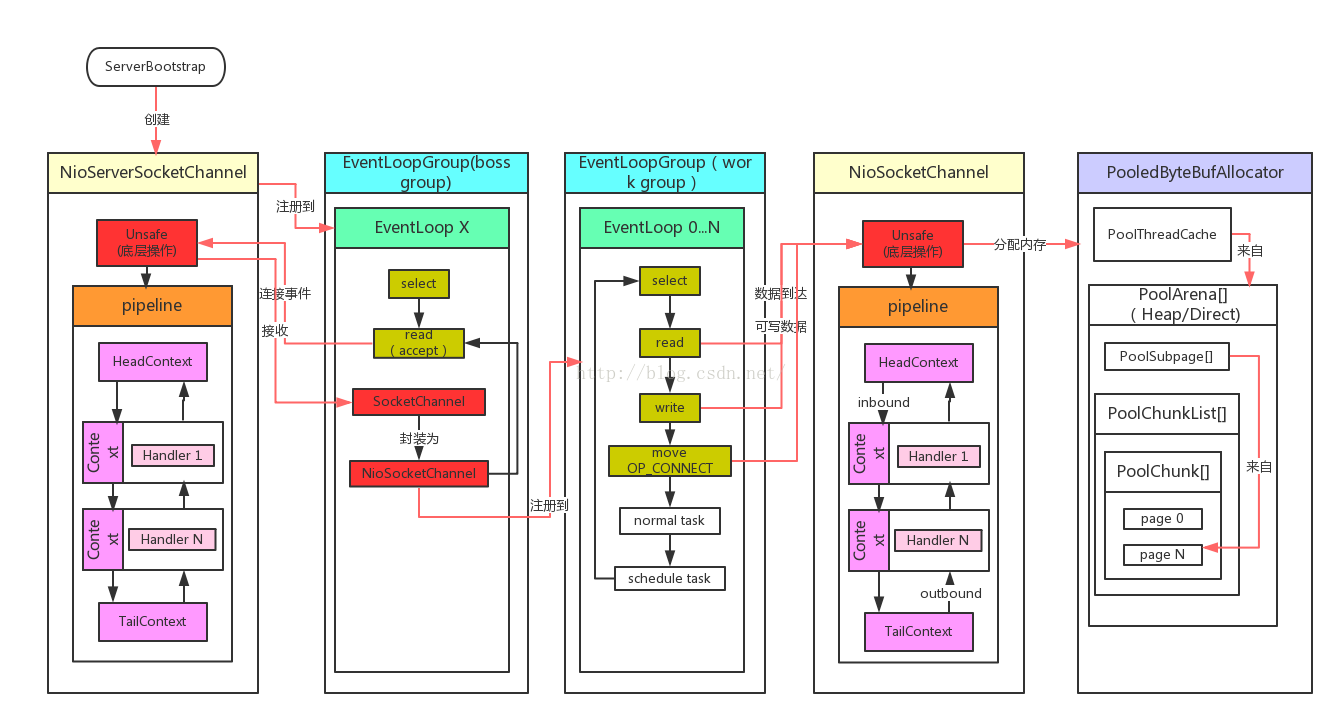 ServerBootstrap
创建
NioServerSocketChannel
注册到
Unsafe
(底层操作)
连接事件
接收
pipeline
HeadContext
Conte
xt
Handler 1
Conte
xt
Handler N
TailContext
EventLoopGroup(boss
group)
EventLoop X
select
read
( accept )
SocketChannel
封装为
NioSocketChannel
注册到
EventLoopGroup ( wor
k group )
EventLoop 0...N
select
read
http://blog.csdn.net/
write
move
OP_CONNECT
normal task
schedule task
数据到达
可写数据
NioSocketChannel
Unsafe
(底层操作)
分配内存
pipeline
HeadContext
inbound
Conte
xt
Handler 1
Conte
xt
Handler N
outbound
TailContext
PooledByteBufAllocator
PoolThreadCache
来自
PoolArena[]
( Heap/Direct)
PoolSubpage[]
PoolChunkList[]
来自
PoolChunk[]
page 0
page N